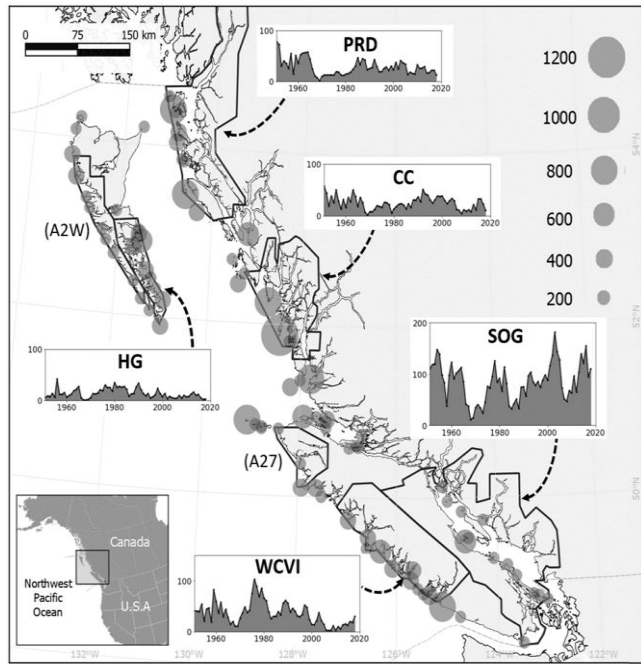 0 75 150 km
PRD
100
0
1960 1980 2000 2020
1200
1000
800
600
400
200
54°N
CC
100
0
1960 1980 2000 2020
(A2W)
52°N
HG
100
0
1960 1980 2000 2020
SOG
200
100
0
1960 1980 2000 2020
(A27)
50°N
Canada
Northwest
Pacific
Ocean
U.S.A
WCVI
100
0
1960 1980 2000 2020
132°W 130°W 128°W 126°W 124°W 122°W